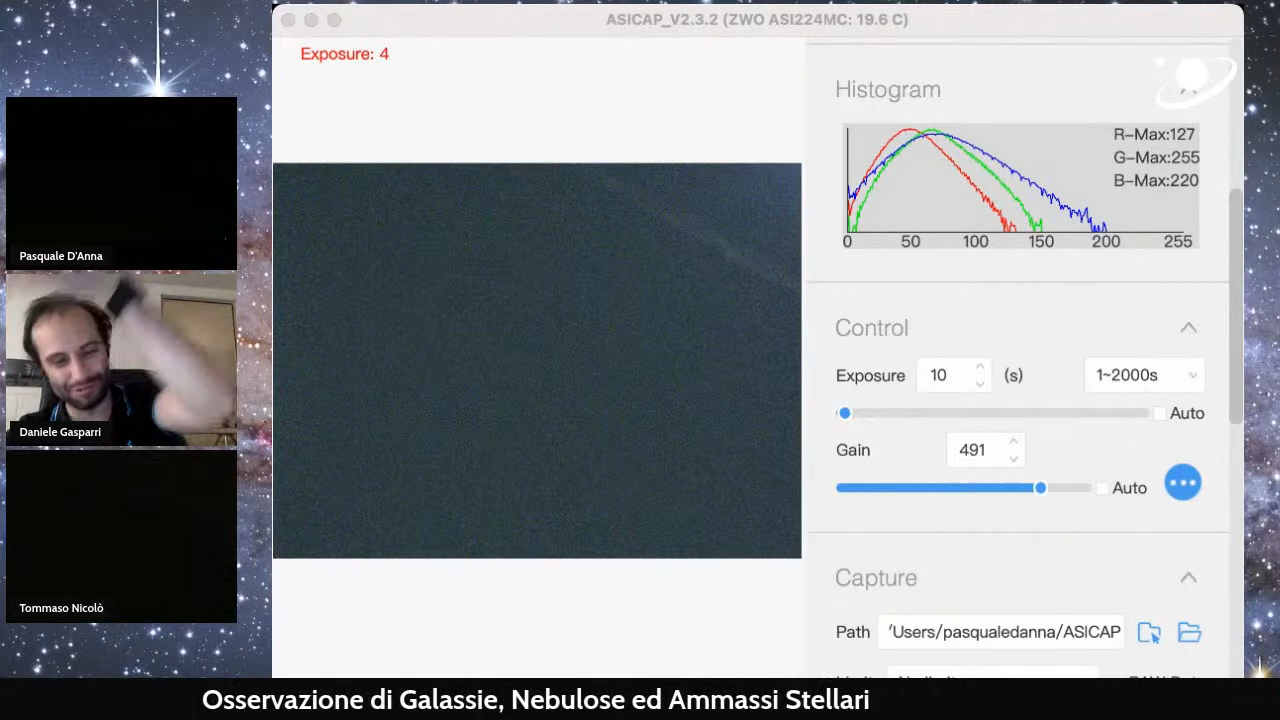 ASICAP_V2.3.2 (ZWO ASI224MC: 19.6 C)
Exposure: 4
Histogram
R-Max:127
G-Max:255
B-Max:220
0 50 100 150 200 255
Control
Exposure 10 (s) 1~2000s
Auto
Gain 491
Auto
Capture
Path /Users/pasqualedanna/ASICAP
Pasquale D'Anna
Daniele Gasparri
Tommaso Nicolò
Osservazione di Galassie, Nebulose ed Ammassi Stellari